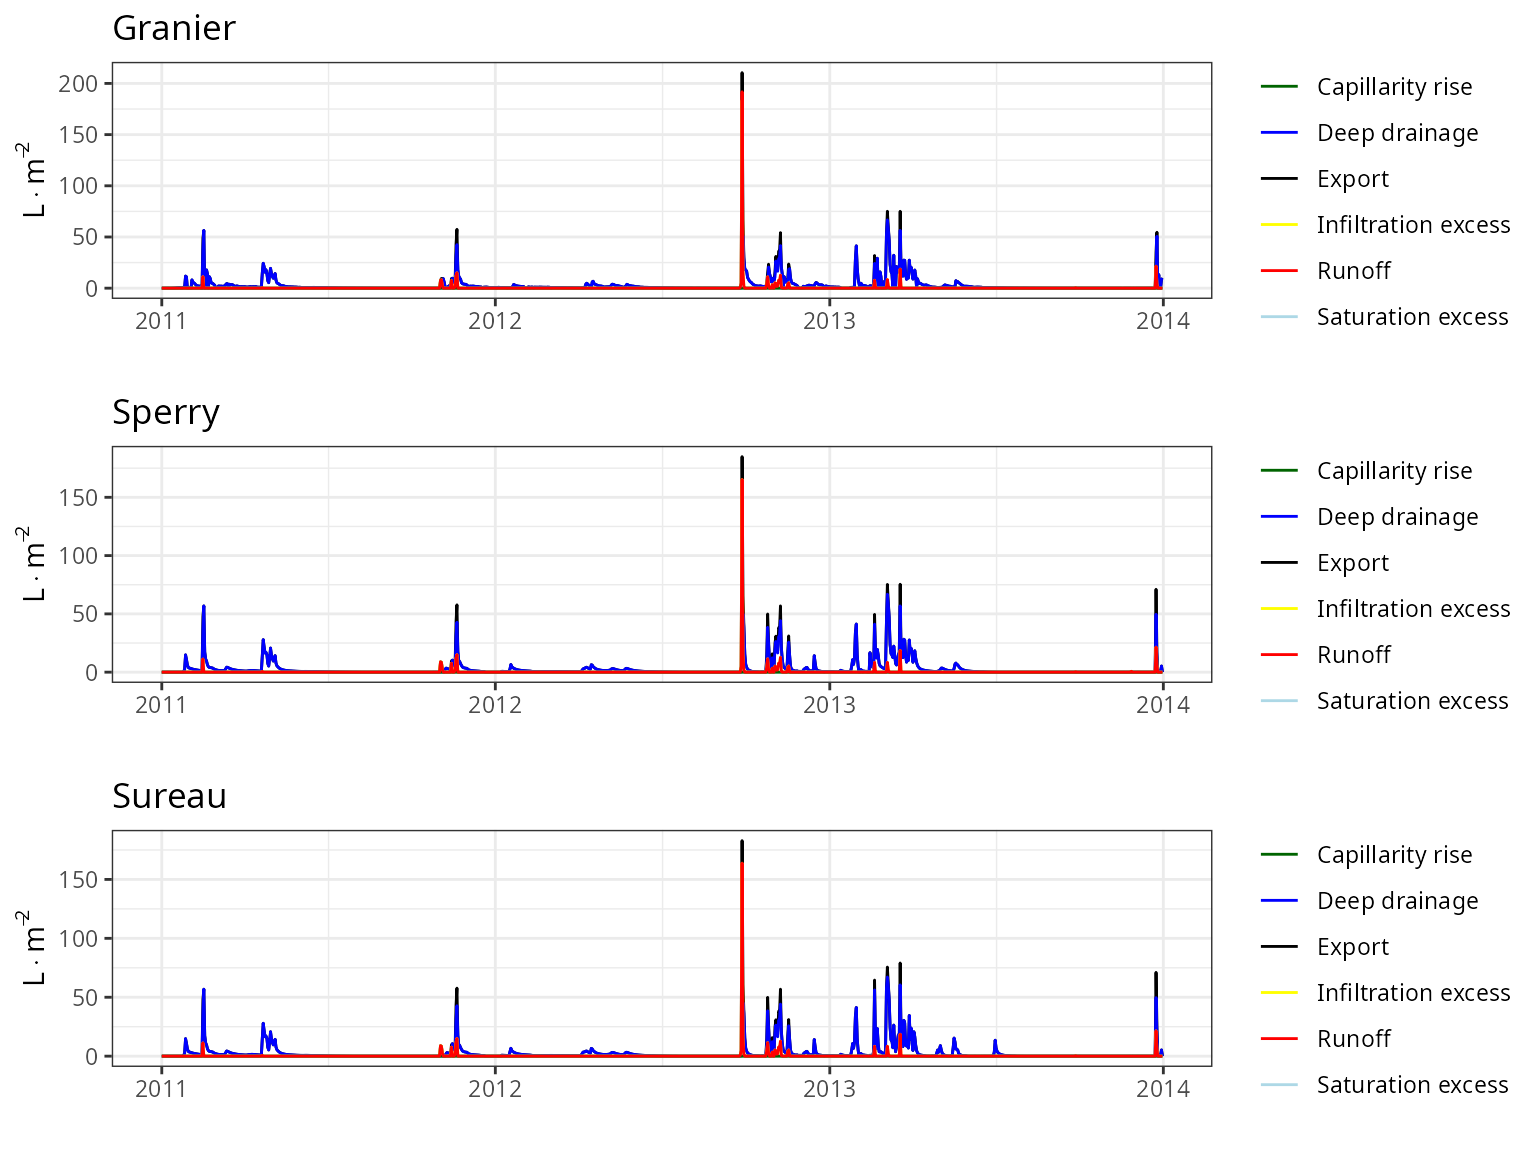 Granier
L · m⁻²
200
150
100
50
0
2011 2012 2013 2014
Capillarity rise
Deep drainage
Export
Infiltration excess
Runoff
Saturation excess
Sperry
L · m⁻²
150
100
50
0
2011 2012 2013 2014
Capillarity rise
Deep drainage
Export
Infiltration excess
Runoff
Saturation excess
Sureau
L · m⁻²
150
100
50
0
2011 2012 2013 2014
Capillarity rise
Deep drainage
Export
Infiltration excess
Runoff
Saturation excess